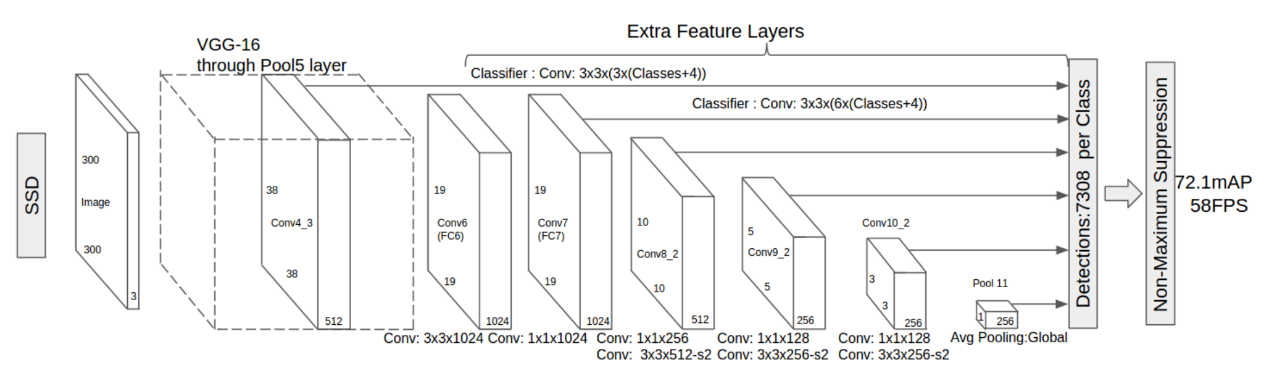 SSD
300
Image
300
3
VGG-16
through Pool5 layer
38
Conv4_3
38
512
Extra Feature Layers
Classifier : Conv: 3x3x(3x(Classes+4))
Classifier : Conv: 3x3x(6x(Classes+4))
19
Conv6
(FC6)
19
1024
Conv: 3x3x1024
19
Conv7
(FC7)
19
1024
Conv: 1x1x1024
10
Conv8_2
10
512
Conv: 1x1x256
Conv: 3x3x512-s2
5
Conv9_2
5
256
Conv: 1x1x128
Conv: 3x3x256-s2
Conv10_2
3
3
256
Conv: 1x1x128
Conv: 3x3x256-s2
Pool 11
1
256
Avg Pooling:Global
Detections:7308 per Class
Non-Maximum Suppression
72.1mAP
58FPS